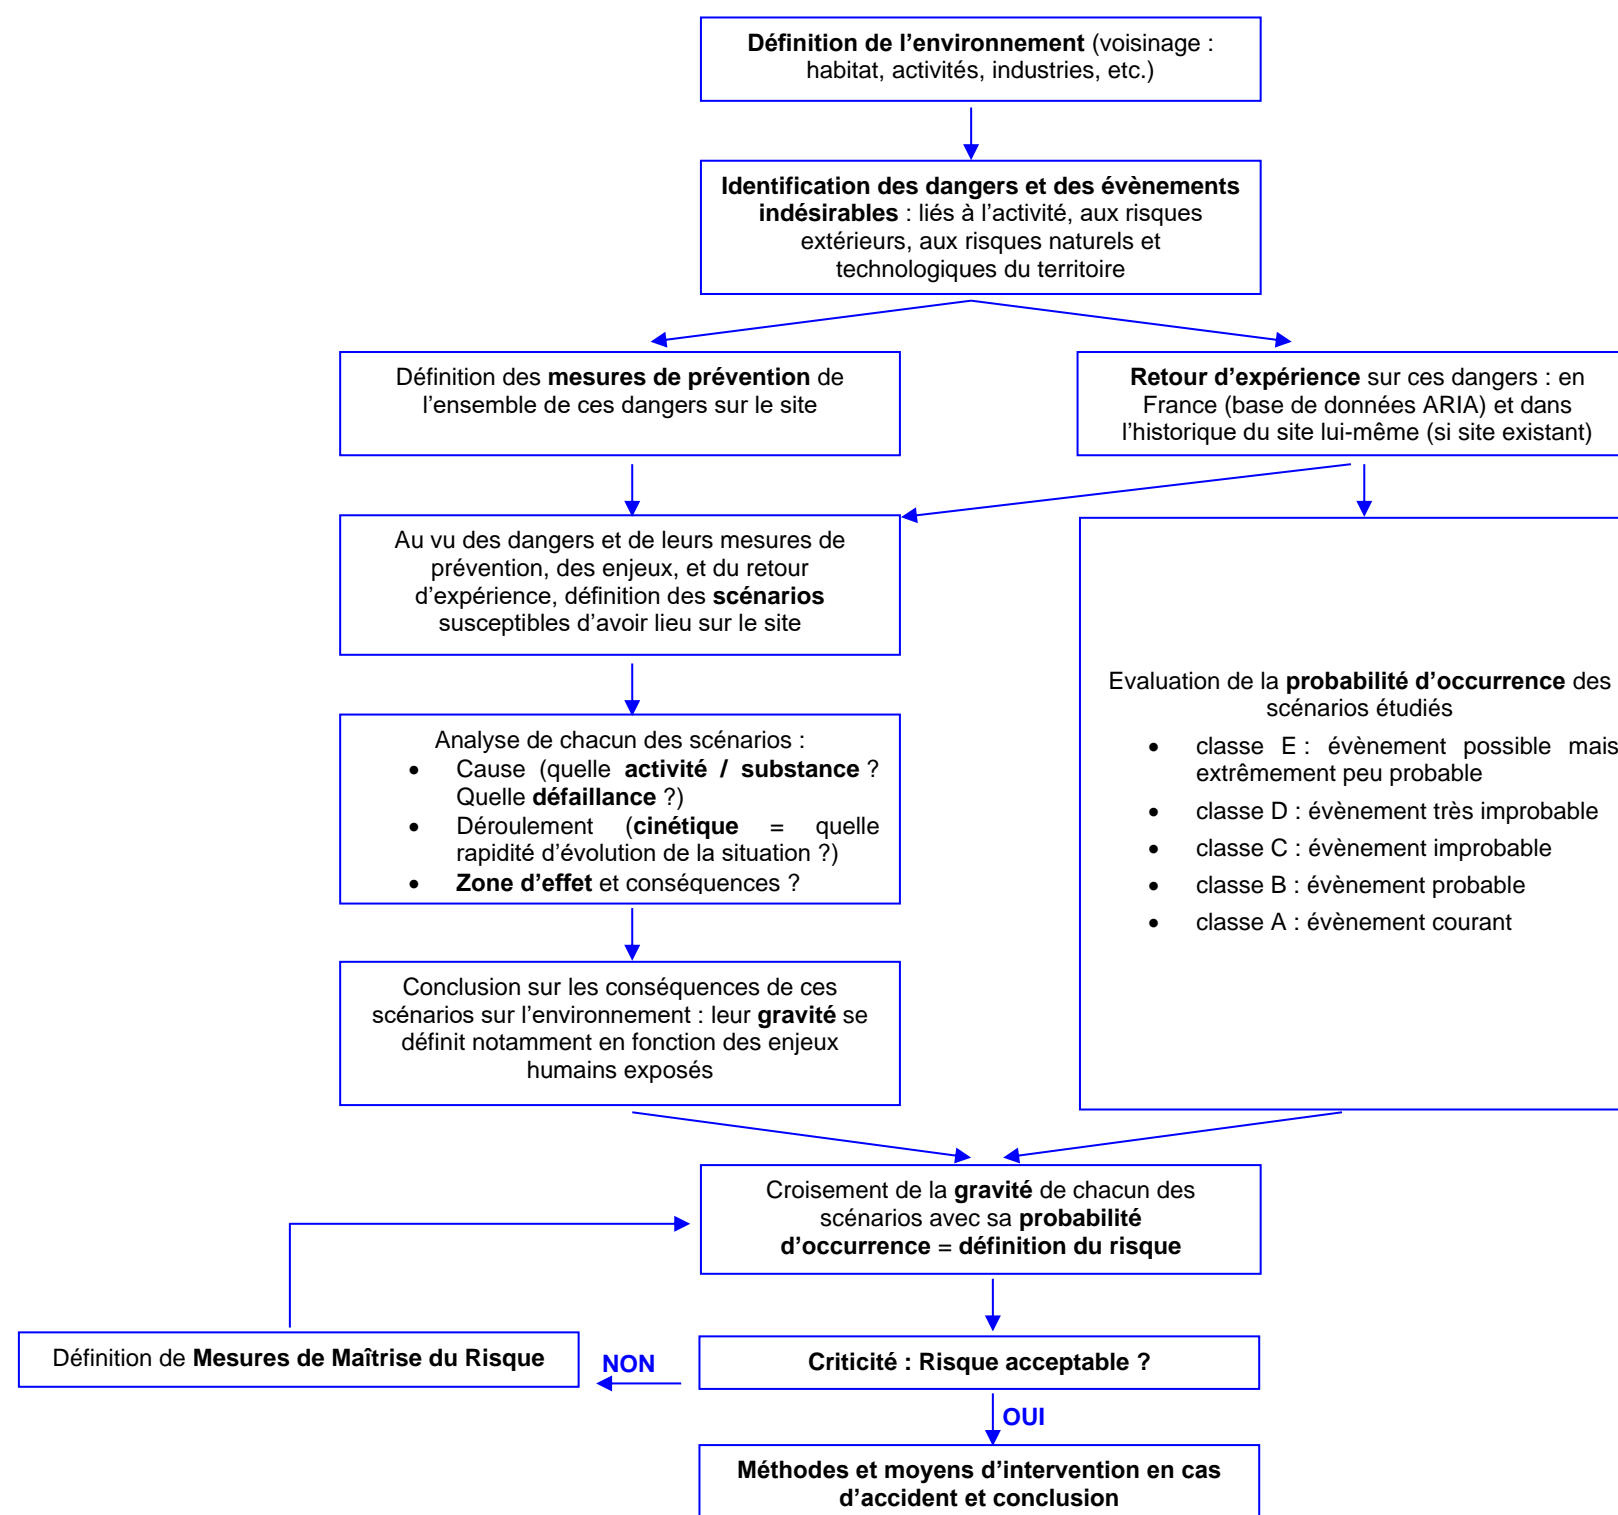 Définition de l’environnement (voisinage :
habitat, activités, industries, etc.)
Identification des dangers et des évènements
indésirables : liés à l’activité, aux risques
extérieurs, aux risques naturels et
technologiques du territoire
Définition des mesures de prévention de
l’ensemble de ces dangers sur le site
Retour d’expérience sur ces dangers : en
France (base de données ARIA) et dans
l’historique du site lui-même (si site existant)
Au vu des dangers et de leurs mesures de
prévention, des enjeux, et du retour
d’expérience, définition des scénarios
susceptibles d’avoir lieu sur le site
Analyse de chacun des scénarios :
• Cause (quelle activité / substance ?
Quelle défaillance ?)
• Déroulement (cinétique = quelle
rapidité d’évolution de la situation ?)
• Zone d’effet et conséquences ?
Evaluation de la probabilité d’occurrence des
scénarios étudiés
• classe E : évènement possible mais
extrêmement peu probable
• classe D : évènement très improbable
• classe C : évènement improbable
• classe B : évènement probable
• classe A : évènement courant
Conclusion sur les conséquences de ces
scénarios sur l’environnement : leur gravité se
définit notamment en fonction des enjeux
humains exposés
Croisement de la gravité de chacun des
scénarios avec sa probabilité
d’occurrence = définition du risque
Définition de Mesures de Maîtrise du Risque
NON
Criticité : Risque acceptable ?
OUI
Méthodes et moyens d’intervention en cas
d’accident et conclusion